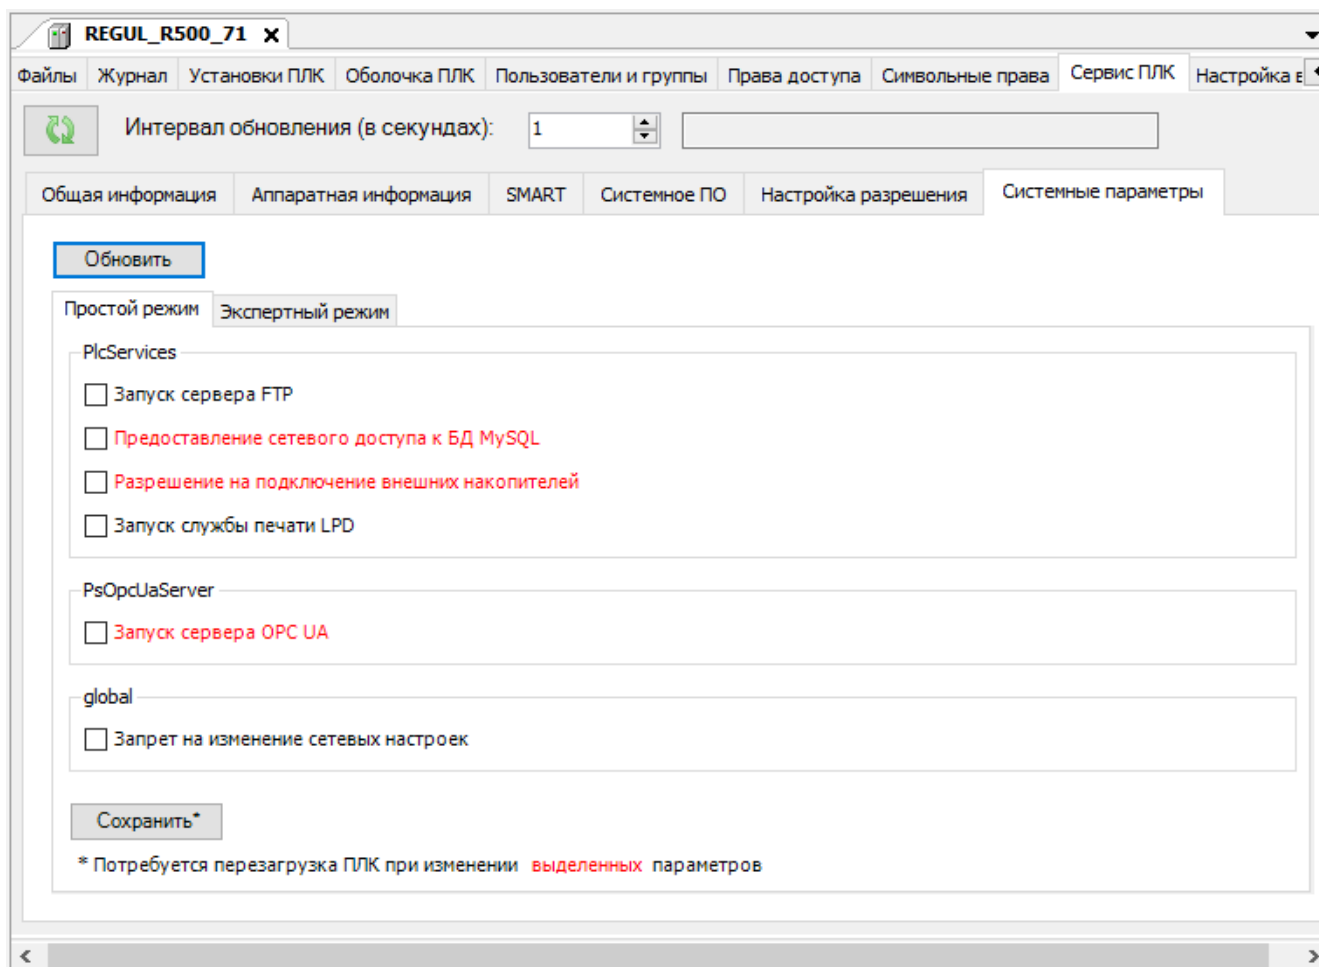 REGUL_R500_71
Файлы Журнал Установки ПЛК Оболочка ПЛК Пользователи и группы Права доступа Символьные права Сервис ПЛК Настройка в
Интервал обновления (в секундах): 1
Общая информация Аппаратная информация SMART Системное ПО Настройка разрешения Системные параметры
Обновить
Простой режим Экспертный режим
PlcServices
Запуск сервера FTP
Предоставление сетевого доступа к БД MySQL
Разрешение на подключение внешних накопителей
Запуск службы печати LPD
PsOpcUaServer
Запуск сервера OPC UA
global
Запрет на изменение сетевых настроек
Сохранить*
* Потребуется перезагрузка ПЛК при изменении выделенных параметров